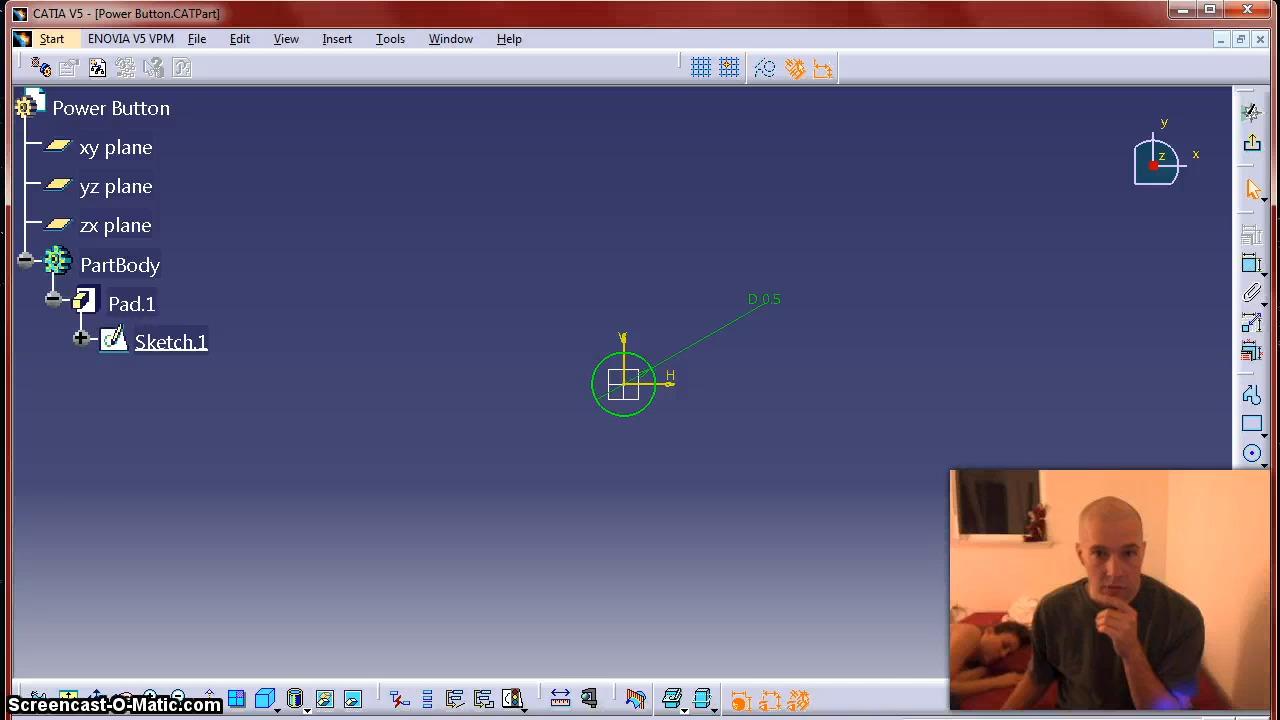 CATIA V5 - [Power Button.CATPart]
Start ENOVIA V5 VPM File Edit View Insert Tools Window Help
Power Button
xy plane
yz plane
zx plane
PartBody
Pad.1
Sketch.1
y
x
z
D 0.5
V
H
Screencast-O-Matic.com